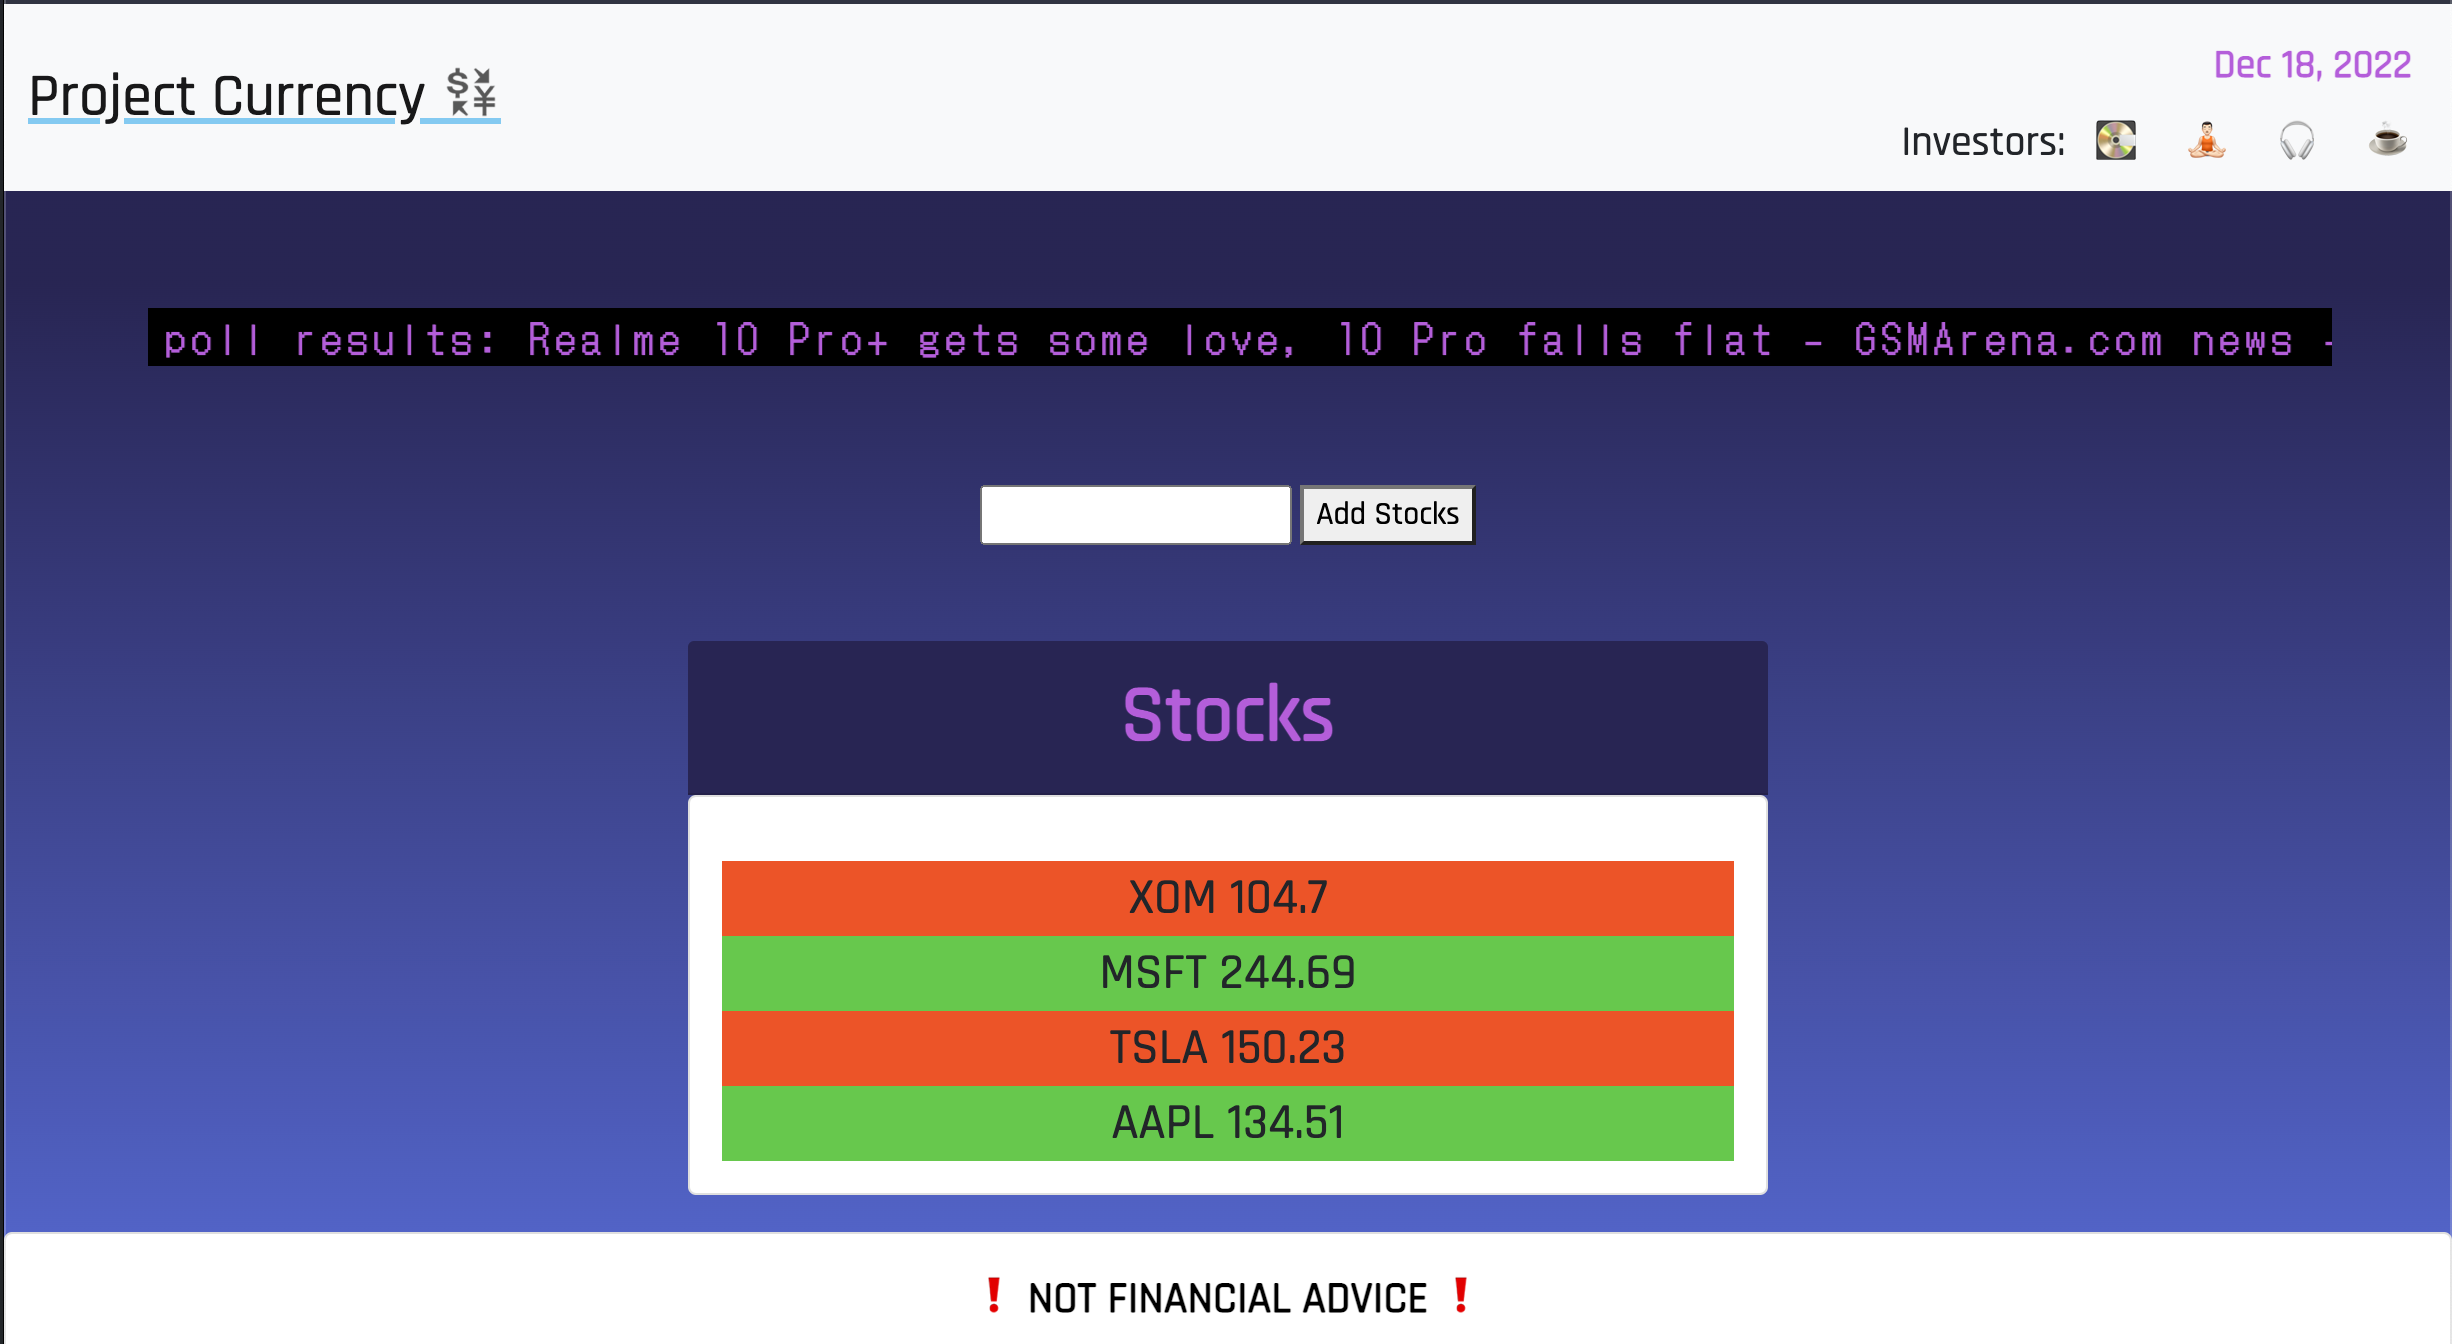 Project Currency
Dec 18, 2022
Investors:
poll results: Realme 10 Pro+ gets some love, 10 Pro falls flat - GSMArena.com news -
Add Stocks
Stocks
XOM 104.7
MSFT 244.69
TSLA 150.23
AAPL 134.51
❗ NOT FINANCIAL ADVICE ❗